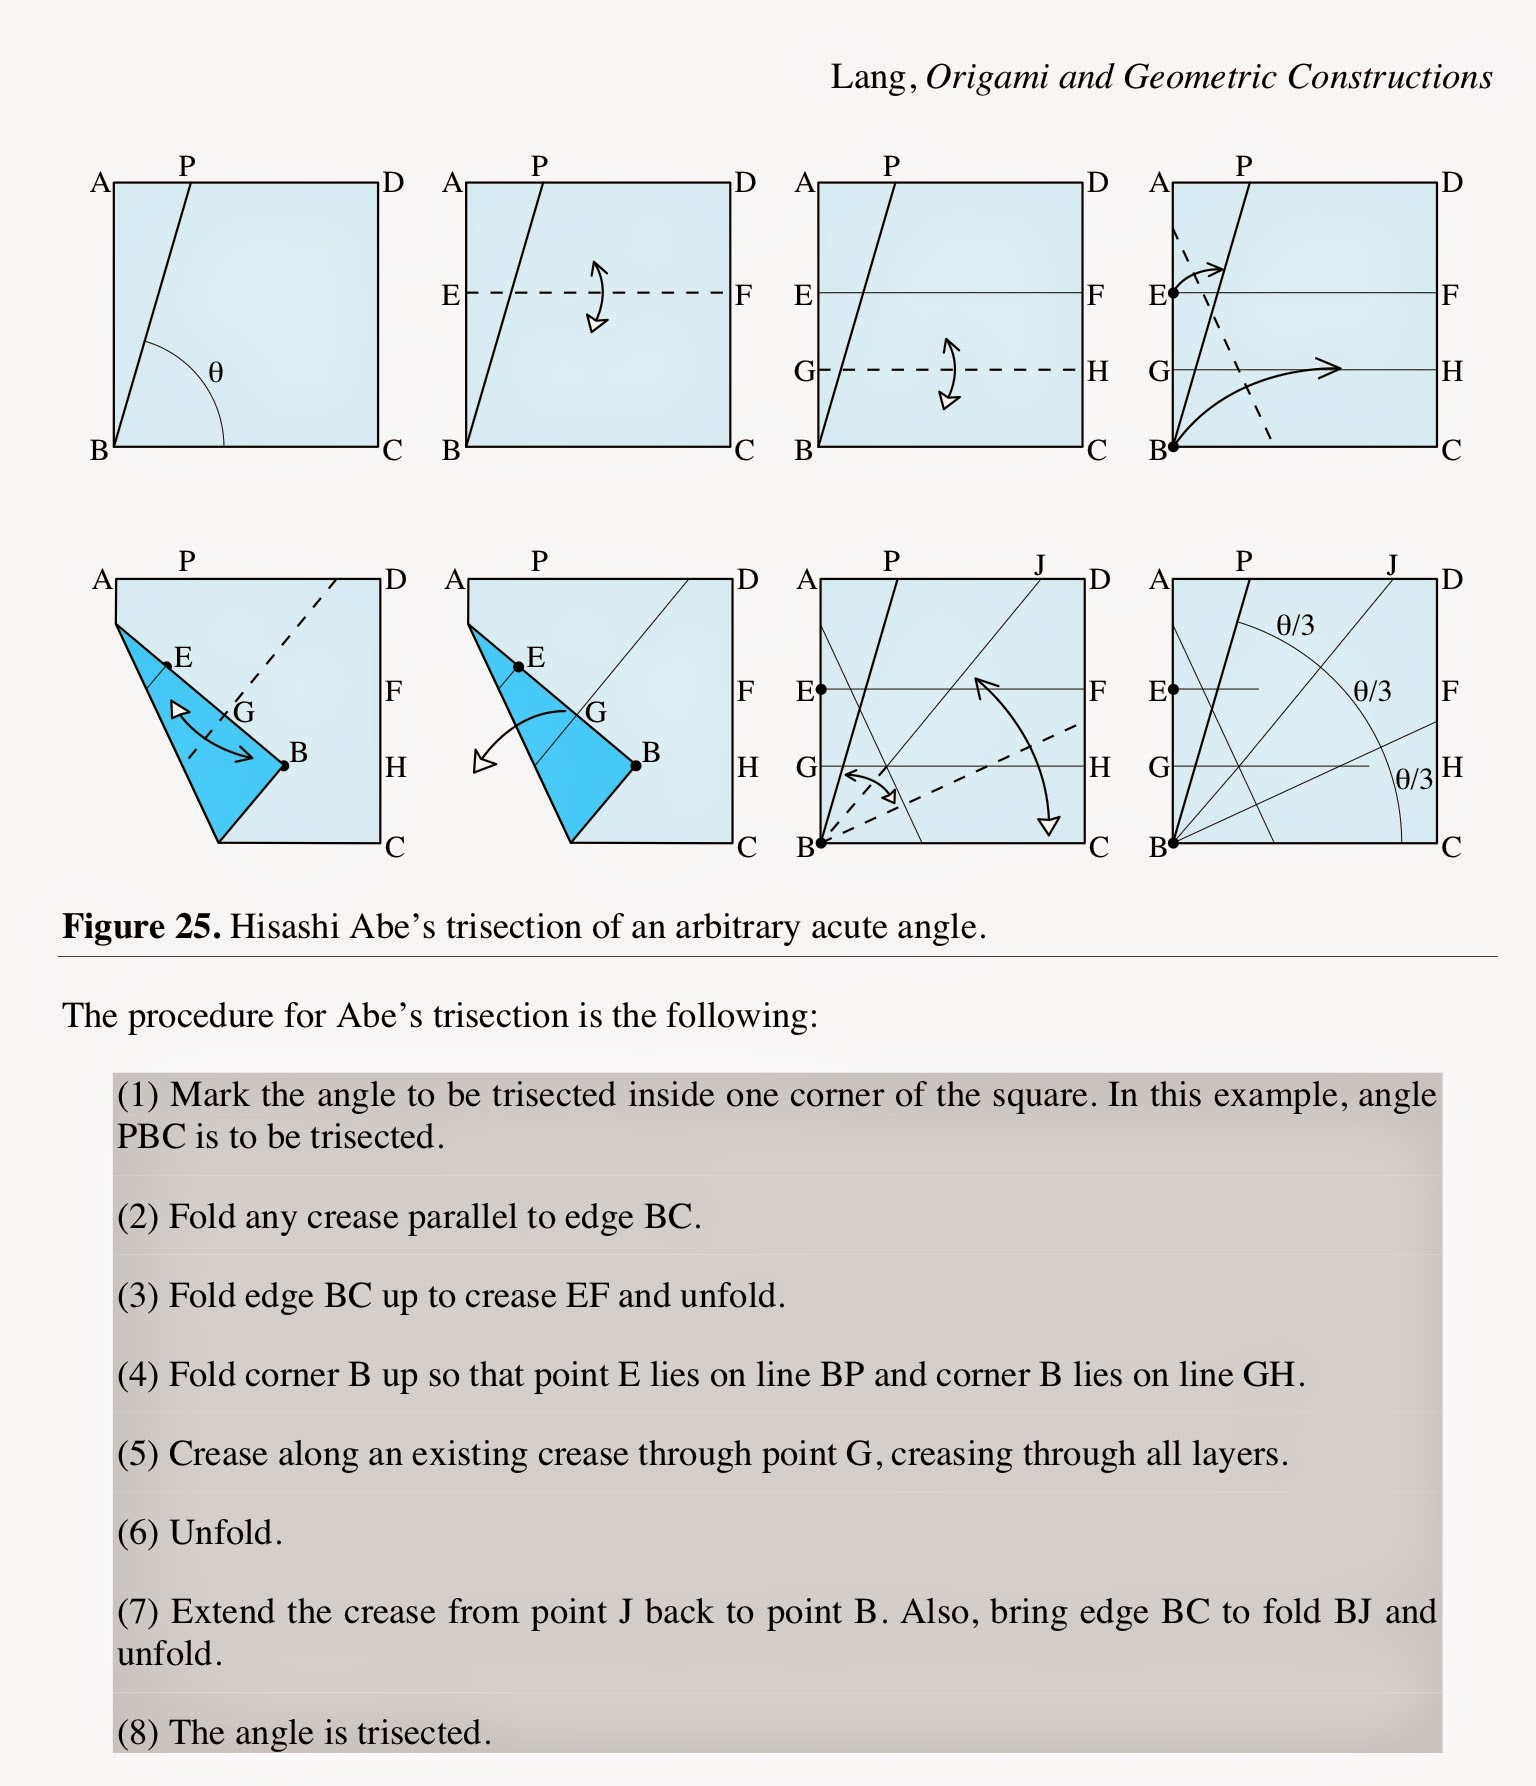 Lang, Origami and Geometric Constructions
A P D
B C
θ
A P D
E F
B C
A P D
E F
G H
B C
A P D
E F
G H
B C
A P D
E F
G
B H
C
A P D
E F
G
B H
C
A P J D
E F
G H
B C
A P J D
θ/3
E θ/3 F
G θ/3 H
B C
Figure 25. Hisashi Abe’s trisection of an arbitrary acute angle.
The procedure for Abe’s trisection is the following:
(1) Mark the angle to be trisected inside one corner of the square. In this example, angle
PBC is to be trisected.
(2) Fold any crease parallel to edge BC.
(3) Fold edge BC up to crease EF and unfold.
(4) Fold corner B up so that point E lies on line BP and corner B lies on line GH.
(5) Crease along an existing crease through point G, creasing through all layers.
(6) Unfold.
(7) Extend the crease from point J back to point B. Also, bring edge BC to fold BJ and
unfold.
(8) The angle is trisected.